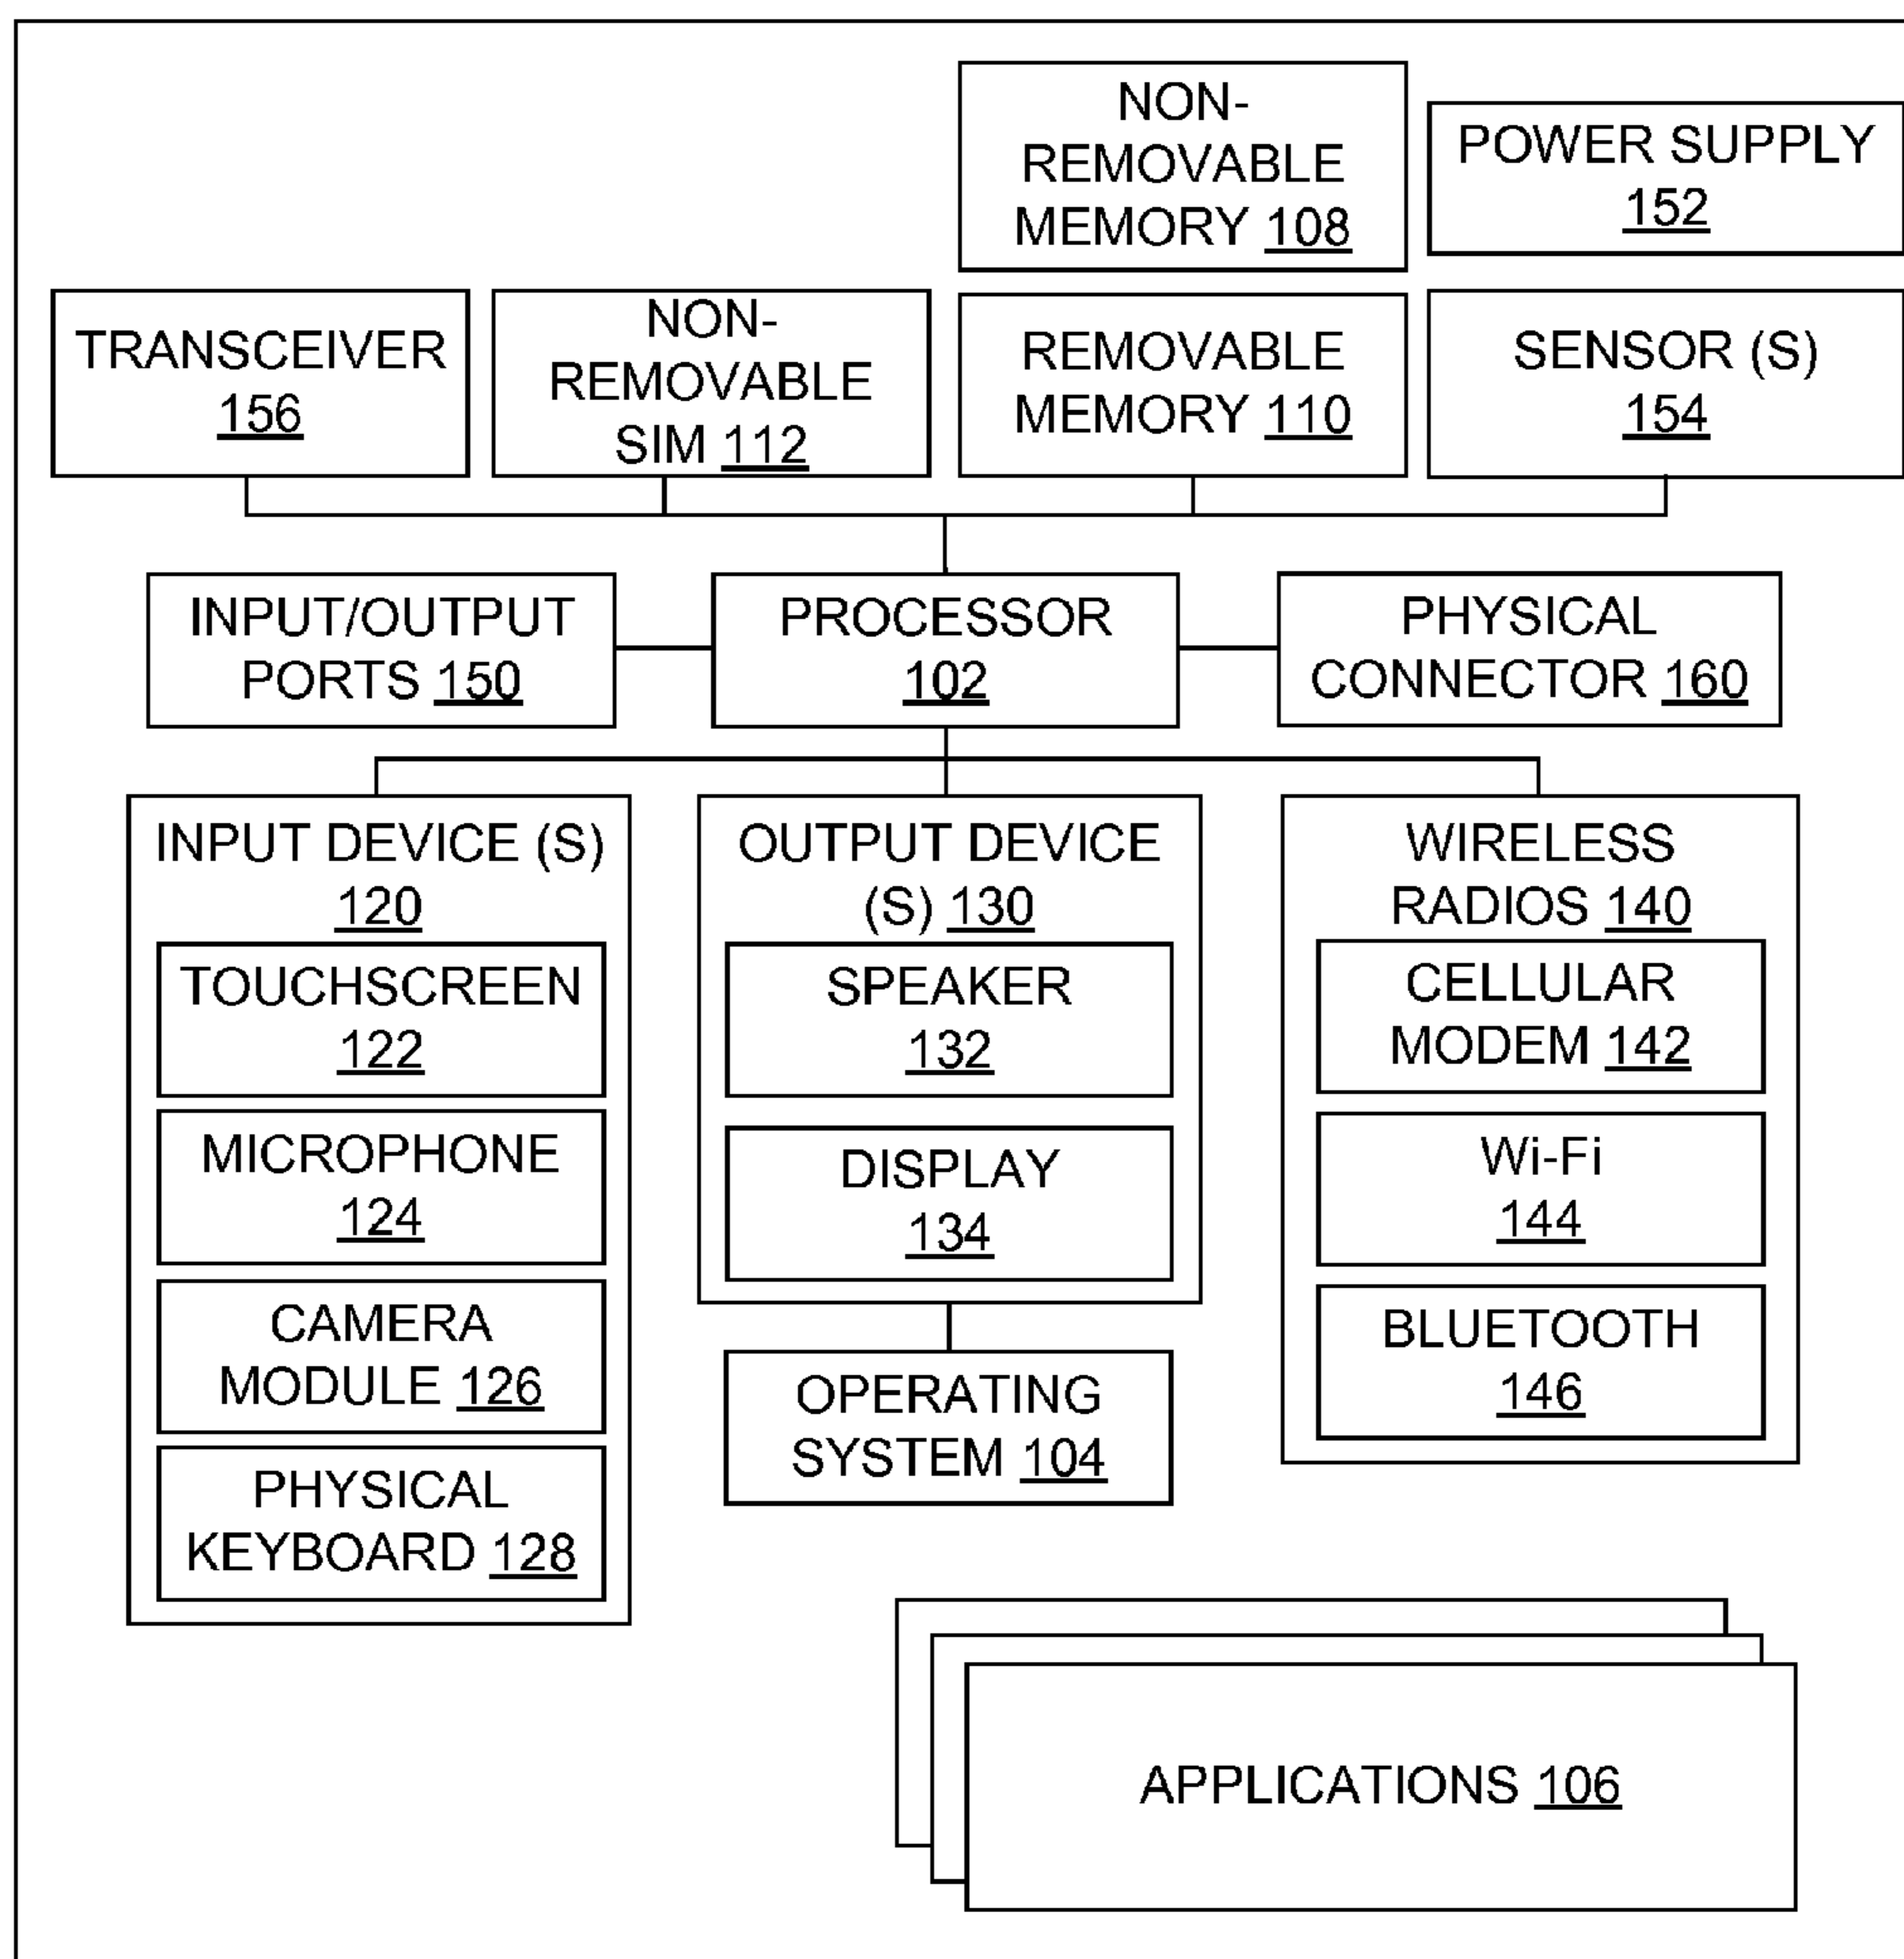 NON-
REMOVABLE
MEMORY 108
POWER SUPPLY
152
TRANSCEIVER
156
NON-
REMOVABLE
SIM 112
REMOVABLE
MEMORY 110
SENSOR (S)
154
INPUT/OUTPUT
PORTS 150
PROCESSOR
102
PHYSICAL
CONNECTOR 160
INPUT DEVICE (S)
120
TOUCHSCREEN
122
MICROPHONE
124
CAMERA
MODULE 126
PHYSICAL
KEYBOARD 128
OUTPUT DEVICE
(S) 130
SPEAKER
132
DISPLAY
134
OPERATING
SYSTEM 104
WIRELESS
RADIOS 140
CELLULAR
MODEM 142
Wi-Fi
144
BLUETOOTH
146
APPLICATIONS 106